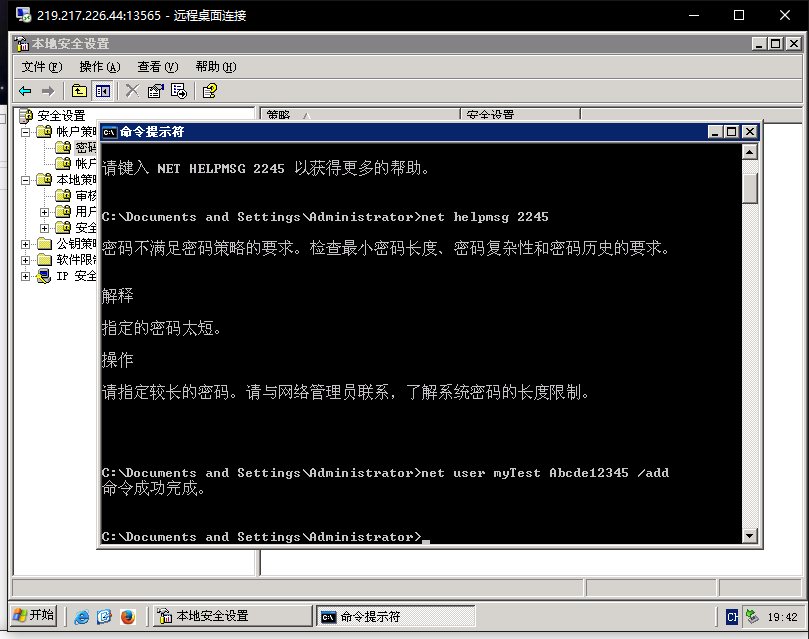 219.217.226.44:13565 - 远程桌面连接
本地安全设置
文件(F) 操作(A) 查看(V) 帮助(H)
安全设置
策略 安全设置
帐户策略
密码
帐户
本地策略
审核
用户
安全
公钥策略
软件限制
IP 安全
命令提示符
请键入 NET HELPMSG 2245 以获得更多的帮助。
C:\Documents and Settings\Administrator>net helpmsg 2245
密码不满足密码策略的要求。检查最小密码长度、密码复杂性和密码历史的要求。
解释
指定的密码太短。
操作
请指定较长的密码。请与网络管理员联系，了解系统密码的长度限制。
C:\Documents and Settings\Administrator>net user myTest Abcde12345 /add
命令成功完成。
C:\Documents and Settings\Administrator>
开始 本地安全设置 命令提示符 CH 19:42